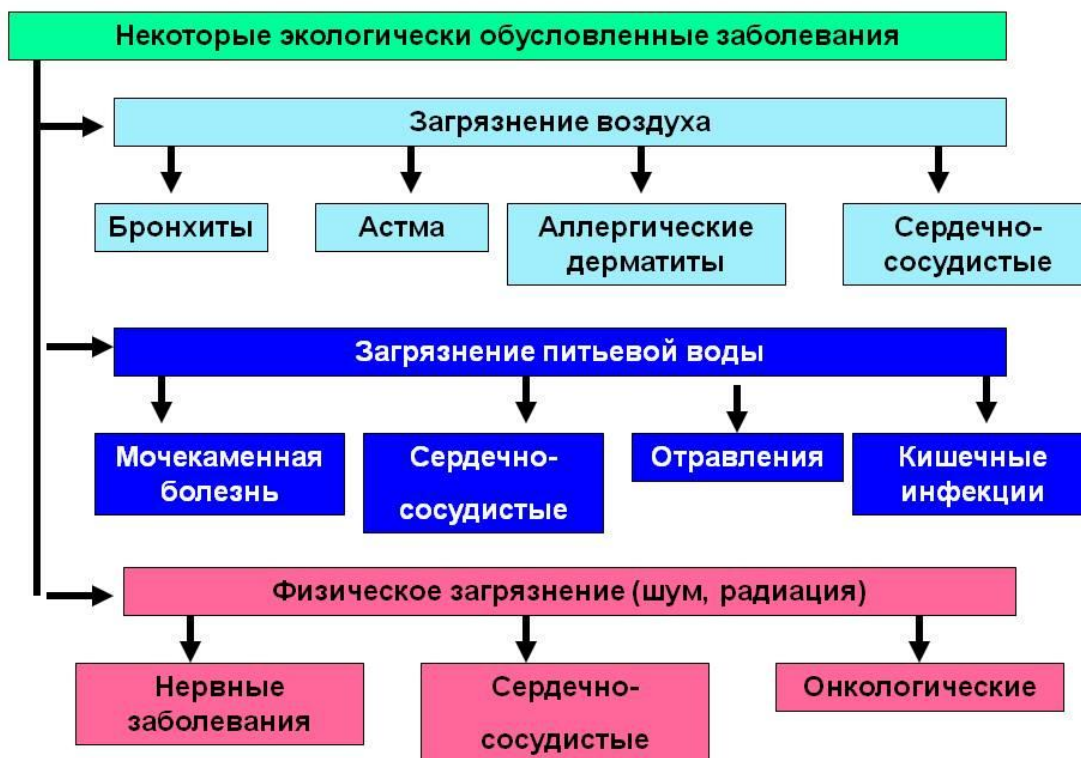 Некоторые экологически обусловленные заболевания
Загрязнение воздуха
Бронхиты
Астма
Аллергические
дерматиты
Сердечно-
сосудистые
Загрязнение питьевой воды
Мочекаменная
болезнь
Сердечно-
сосудистые
Отравления
Кишечные
инфекции
Физическое загрязнение (шум, радиация)
Нервные
заболевания
Сердечно-
сосудистые
Онкологические